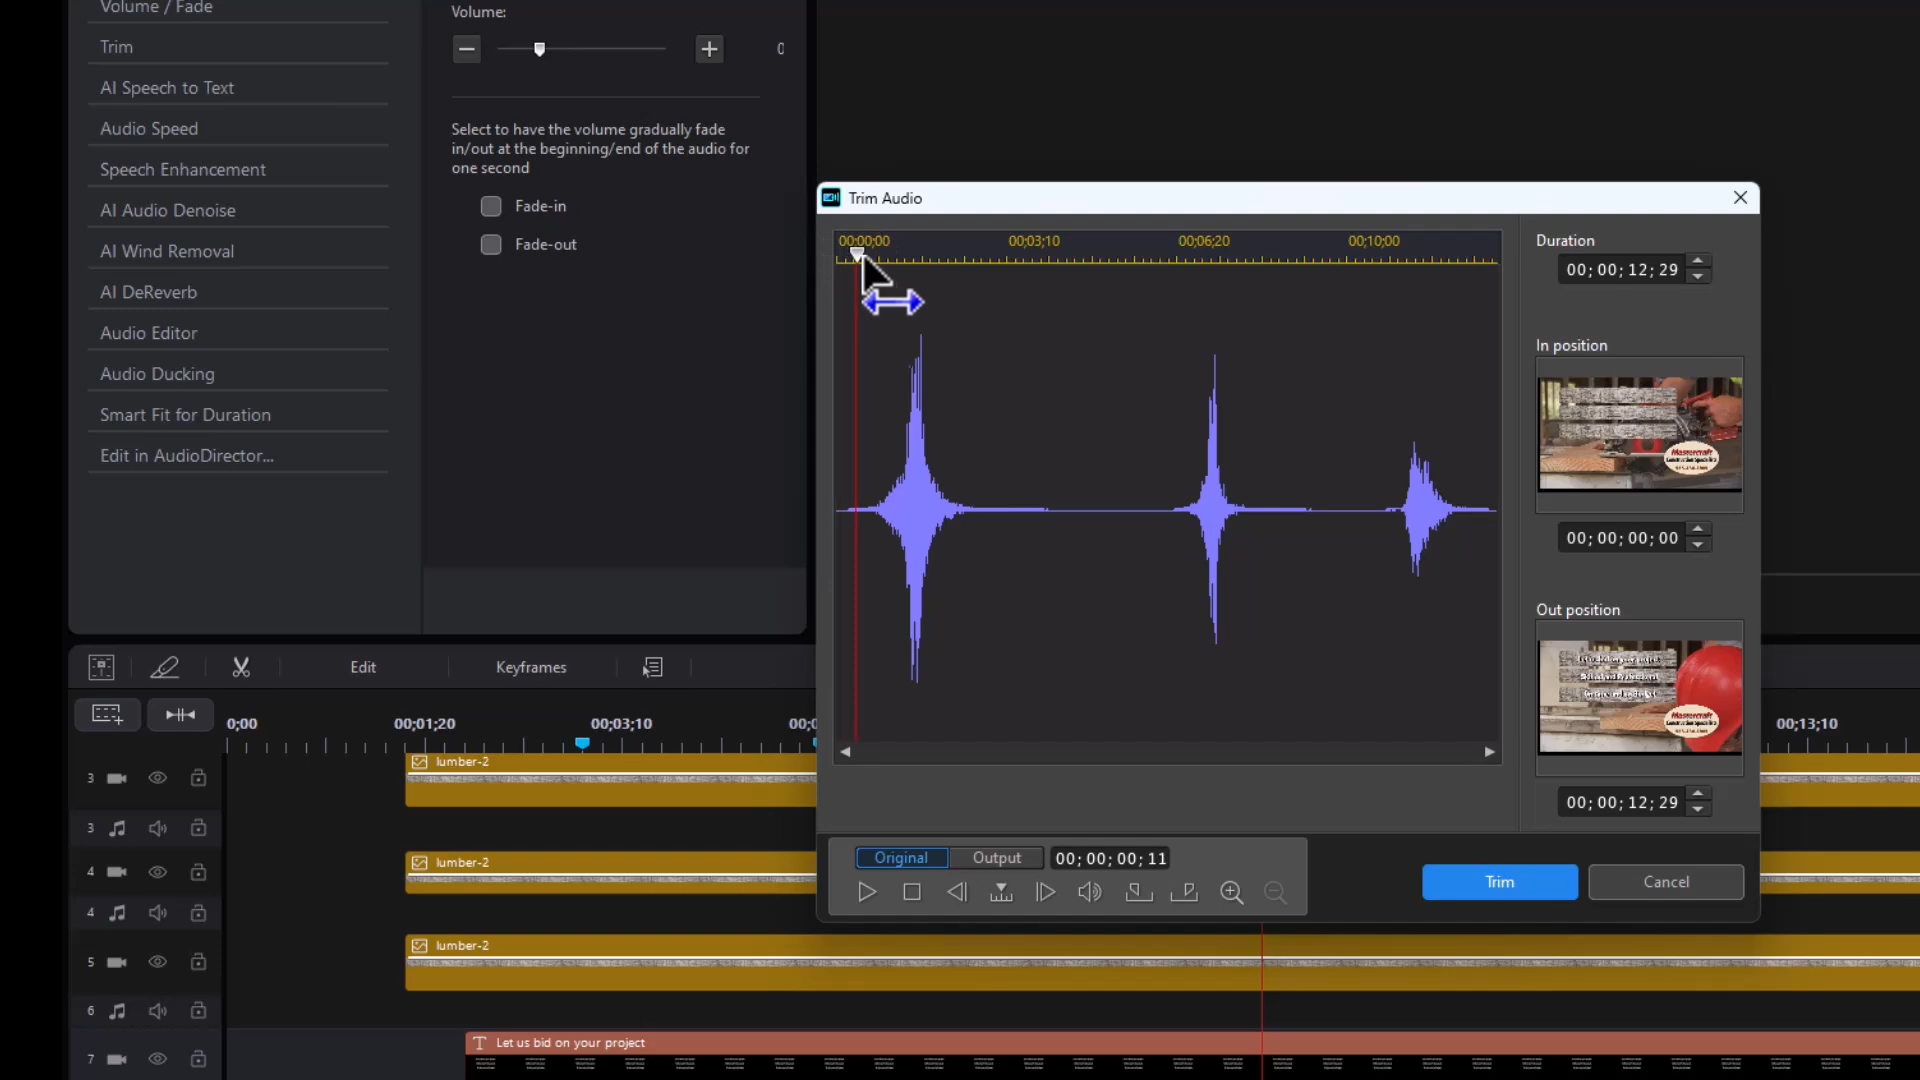 Volume / Fade
Trim
AI Speech to Text
Audio Speed
Speech Enhancement
AI Audio Denoise
AI Wind Removal
AI DeReverb
Audio Editor
Audio Ducking
Smart Fit for Duration
Edit in AudioDirector...
Volume:
0
Select to have the volume gradually fade
in/out at the beginning/end of the audio for
one second
Fade-in
Fade-out
Trim Audio
00;00;00
00;03;10
00;06;20
00;10;00
Duration
00; 00; 12; 29
In position
Mastercraft
00; 00; 00; 00
Out position
Mastercraft
00; 00; 12; 29
Original
Output
00; 00; 00; 11
Trim
Cancel
Edit
Keyframes
0;00
00;01;20
00;03;10
00;13;10
3
lumber-2
3
4
lumber-2
4
5
lumber-2
6
7
Let us bid on your project